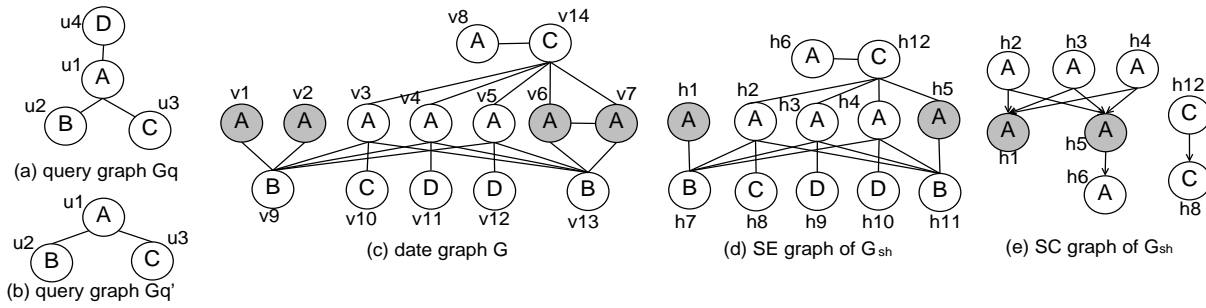 u4 D
u1 A
u2 B u3 C
(a) query graph Gq
u1 A
u2 B u3 C
(b) query graph Gq'
v8 A C v14
v1 v2 v3 v4 v5 v6 v7
A A A A A A A
B C D D B
v9 v10 v11 v12 v13
(c) date graph G
h6 A C h12
h1 h2 h3 h4 h5
A A A A A
B C D D B
h7 h8 h9 h10 h11
(d) SE graph of Gsh
h2 h3 h4
A A A
h12 C
A A
h1 h5
h6 A C
h8
(e) SC graph of Gsh